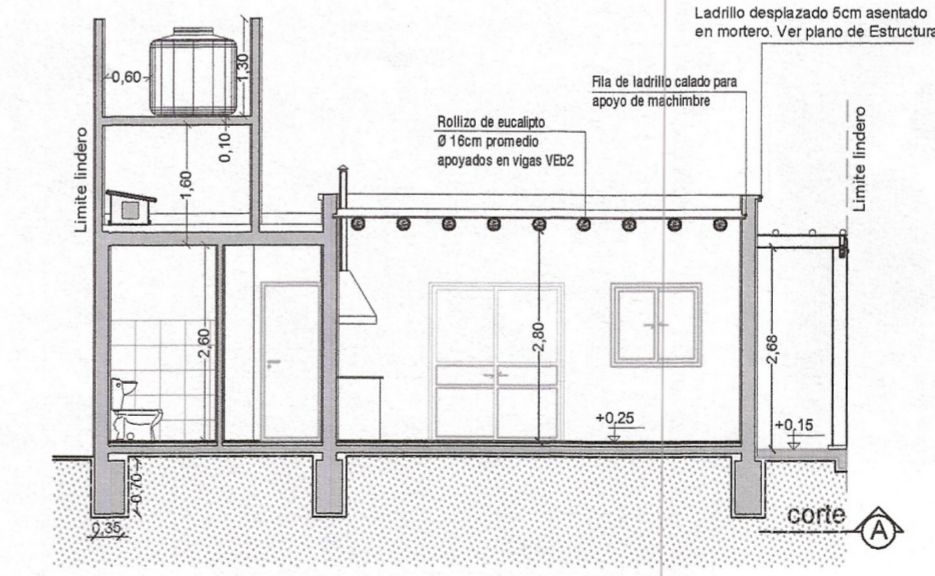 Ladrillo desplazado 5cm asentado
en mortero. Ver plano de Estructura
Fila de ladrillo calado para
apoyo de machimbre
Rollizo de eucalipto
Ø 16cm promedio
apoyados en vigas VEb2
Limite lindero
Limite lindero
0,60
1,30
0,10
1,60
2,60
2,80
2,68
+0,25
+0,15
0.70
0,35
corte
A